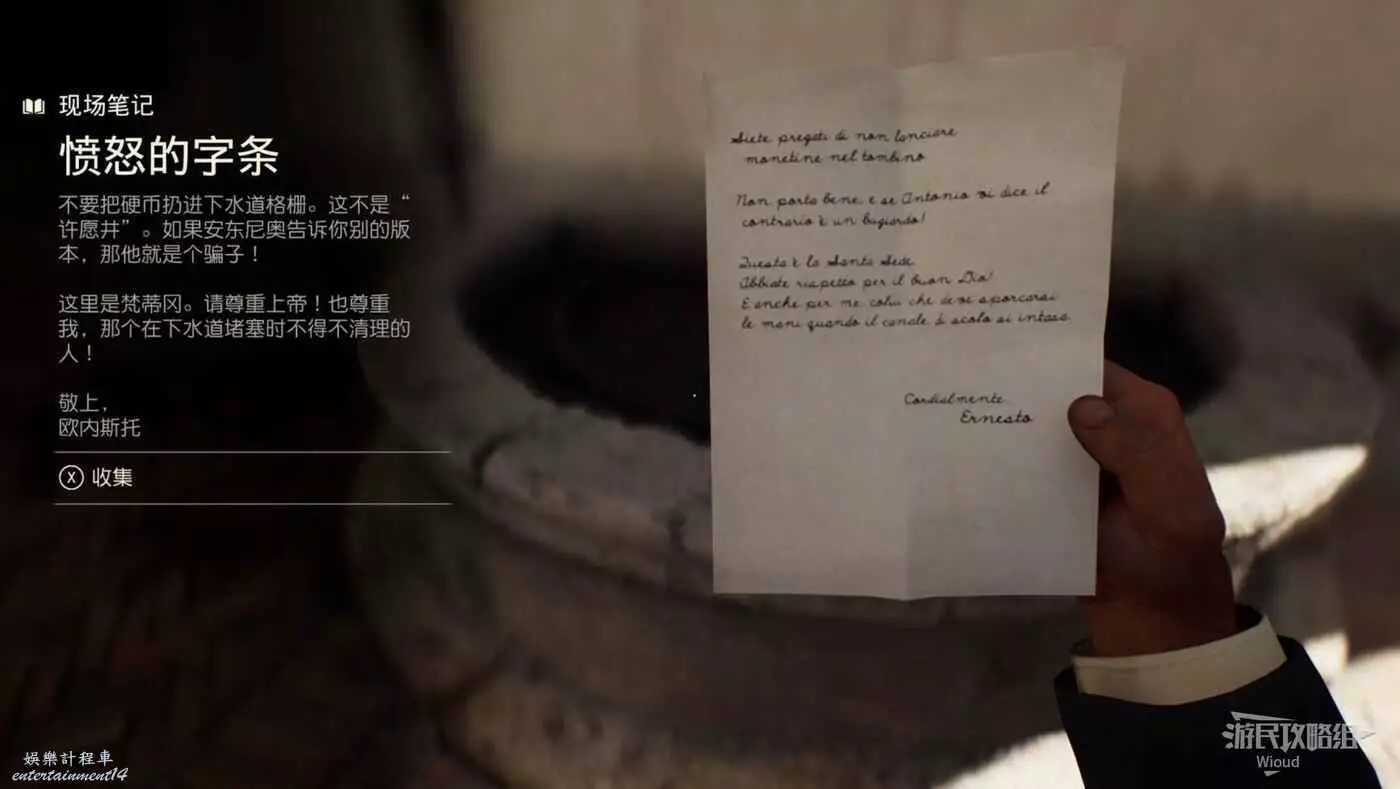 现场笔记
愤怒的字条
不要把硬币扔进下水道格栅。这不是“
许愿井”。如果安东尼奥告诉你别的版
本，那他就是个骗子！
这里是梵蒂冈。请尊重上帝！也尊重
我，那个在下水道堵塞时不得不清理的
人！
敬上，
欧内斯托
X 收集
Siete pregati di non lanciare
monetine nel tombino
Non porta bene e se Antonio vi dice il
contrario è un bugiardo!
Questa è la Santa Sede
Abbiate rispetto per il buon Dio!
E anche per me colui che deve sporcarsi
le mani quando il canale di scolo si intasa.
Cordialmente
Ernesto
娛樂計程車
entertainment14
游民攻略组
Wioud